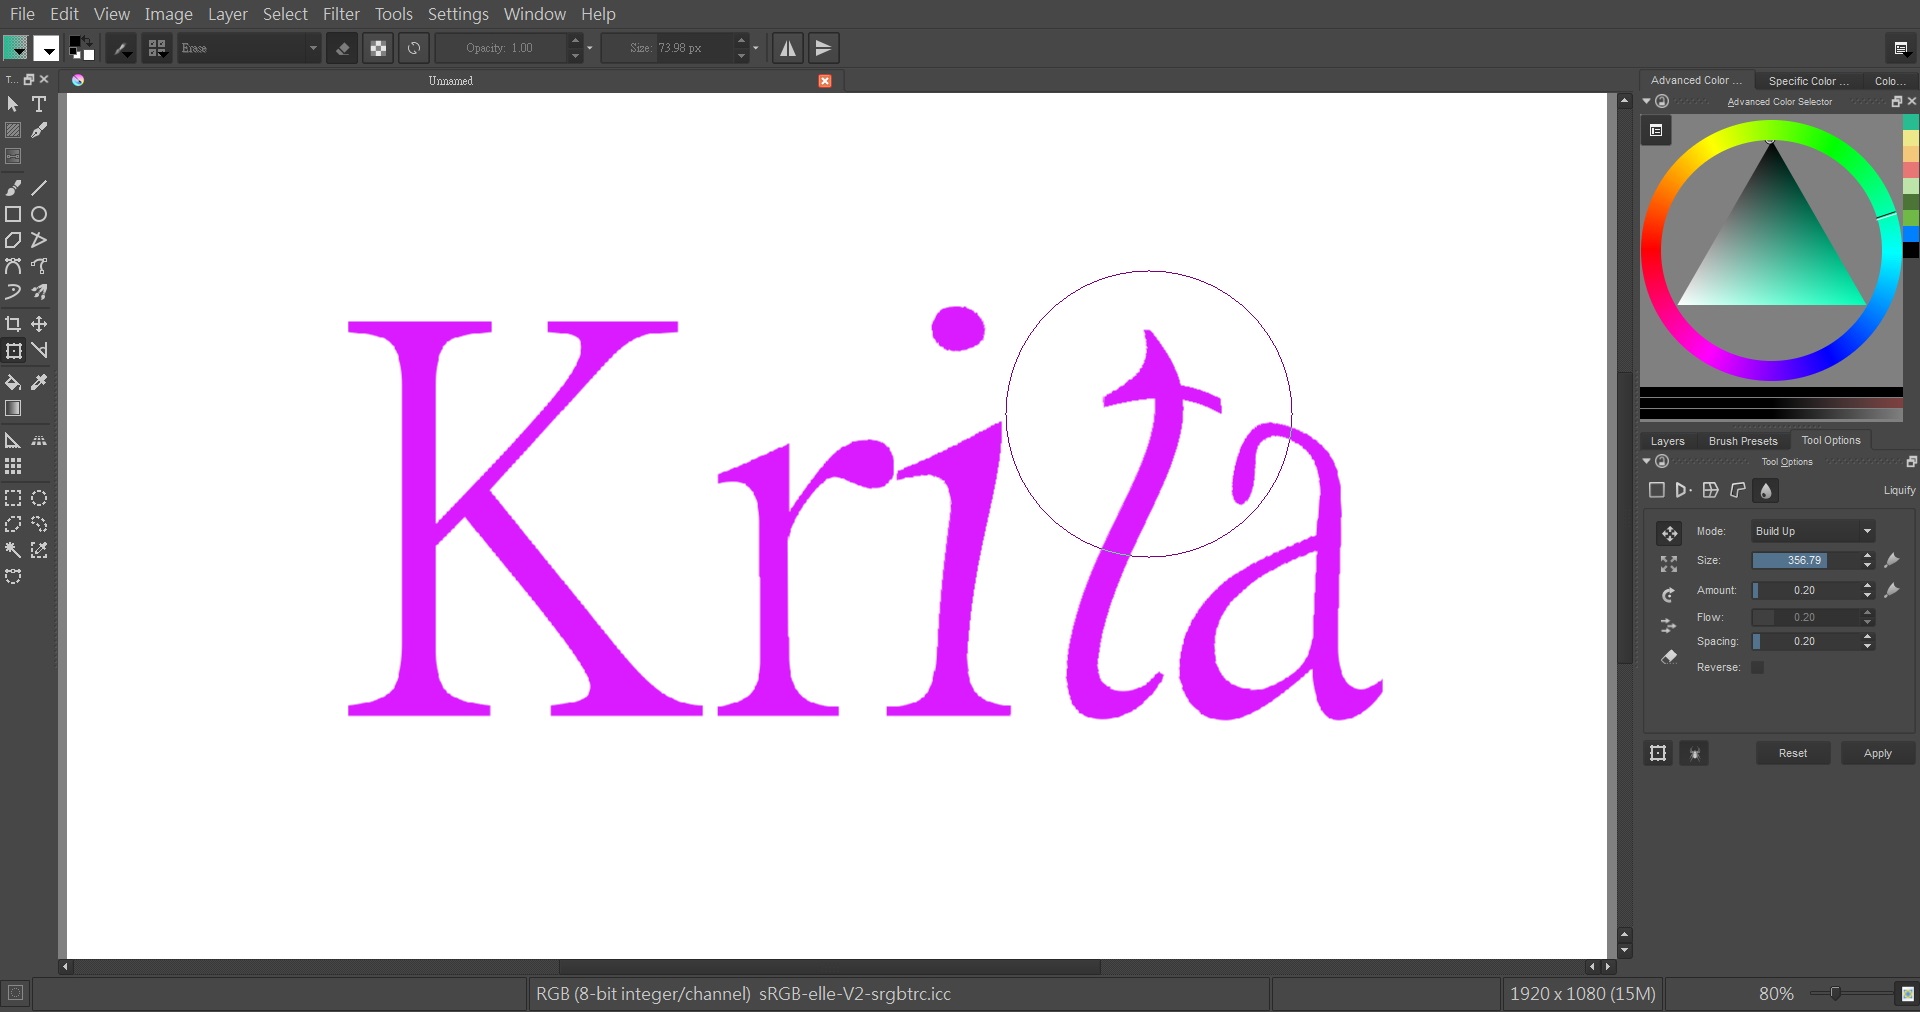 File Edit View Image Layer Select Filter Tools Settings Window Help
Erase Opacity: 1.00 Size: 73.98 px
T... Unnamed Advanced Color ... Specific Color ... Colo...
Advanced Color Selector
Krita
Layers Brush Presets Tool Options
Tool Options
Liquify
Mode: Build Up
Size: 356.79
Amount: 0.20
Flow: 0.20
Spacing: 0.20
Reverse:
Reset Apply
RGB (8-bit integer/channel) sRGB-elle-V2-srgbtrc.icc 1920 x 1080 (15M) 80%